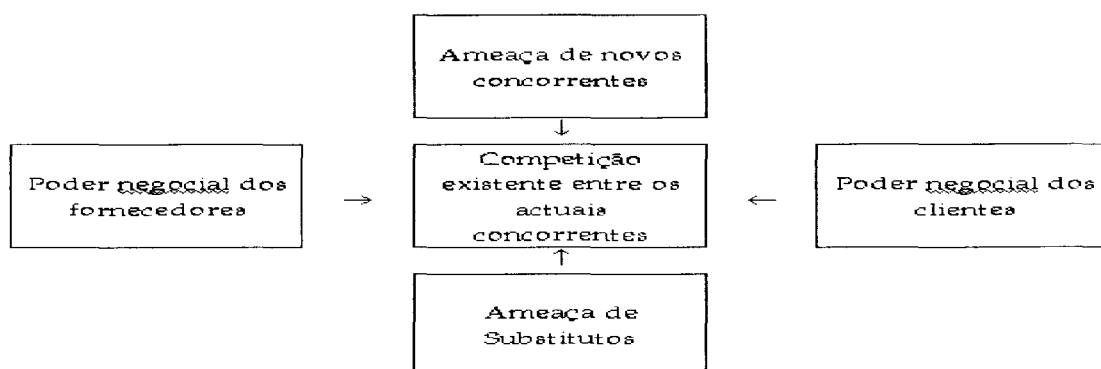 Ameaça de novos
concorrentes
Poder negocial dos
fornecedores
Competição
existente entre os
actuais
concorrentes
Poder negocial dos
clientes
Ameaça de
Substitutos